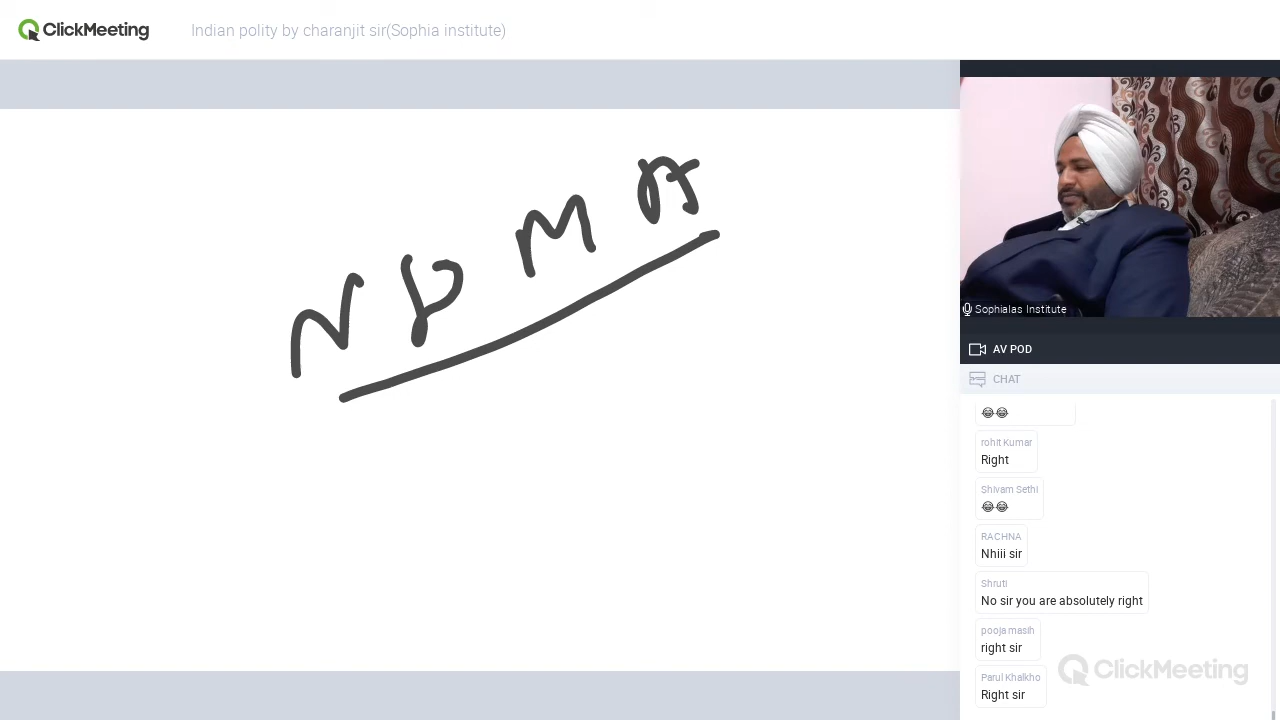 ClickMeeting
Indian polity by charanjit sir(Sophia institute)
N D M A
SophiaIas Institute
AV POD
CHAT
😂😂
rohit Kumar
Right
Shivam Sethi
😂😂
RACHNA
Nhiii sir
Shruti
No sir you are absolutely right
pooja masih
right sir
Parul Khalkho
Right sir
ClickMeeting